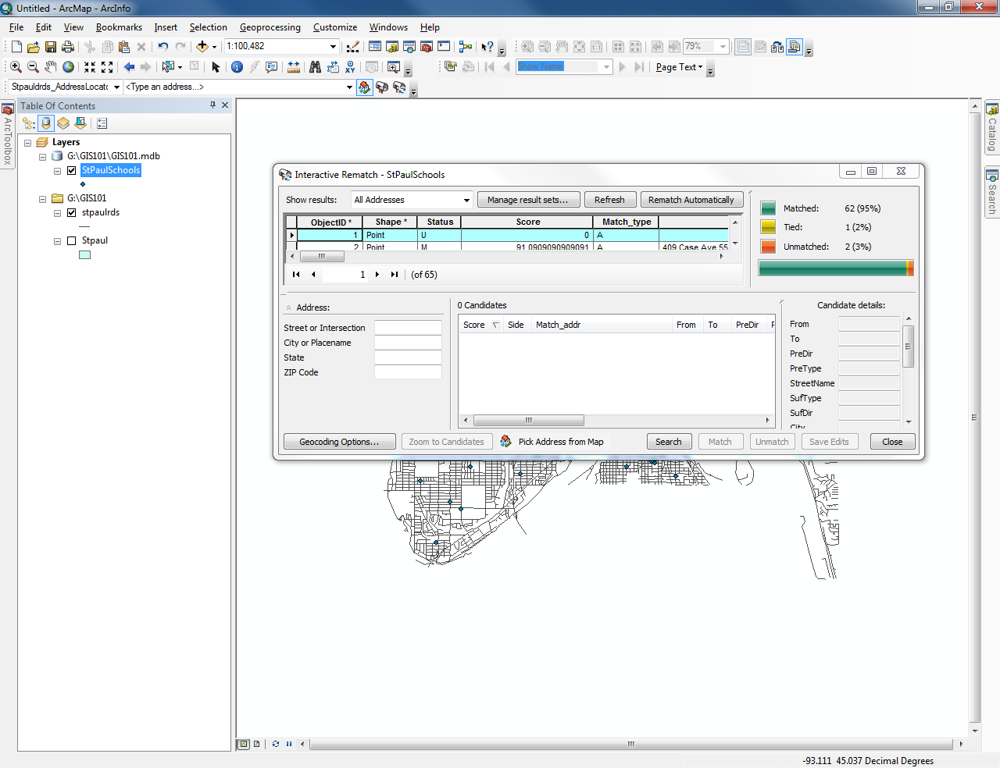 Untitled - ArcMap - ArcInfo
File Edit View Bookmarks Insert Selection Geoprocessing Customize Windows Help
1:100,482
79%
Show Name
Page Text
Stpauldrds_AddressLocat
<Type an address...>
ArcToolbox
Table Of Contents
Layers
G:\GIS101\GIS101.mdb
StPaulSchools
G:\GIS101
stpaulrds
Stpaul
Catalog
Search
Interactive Rematch - StPaulSchools
Show results: All Addresses Manage result sets... Refresh Rematch Automatically
ObjectID * Shape * Status Score Match_type
1 Point U 0 A
2 Point M 91.0909090909091 A 409 Case Ave 55
1 (of 65)
Matched: 62 (95%)
Tied: 1 (2%)
Unmatched: 2 (3%)
Address:
Street or Intersection
City or Placename
State
ZIP Code
0 Candidates
Score Side Match_addr From To PreDir F
Candidate details:
From
To
PreDir
PreType
StreetName
SufType
SufDir
City
Geocoding Options... Zoom to Candidates Pick Address from Map Search Match Unmatch Save Edits Close
-93.111 45.037 Decimal Degrees